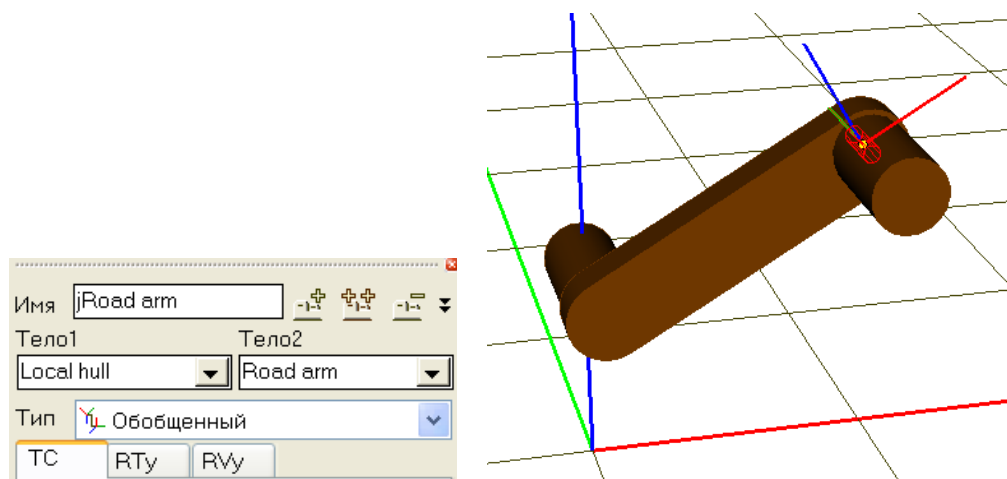 Имя jRoad arm
Тело1 Тело2
Local hull Road arm
Тип Обобщенный
TC RTy RVy